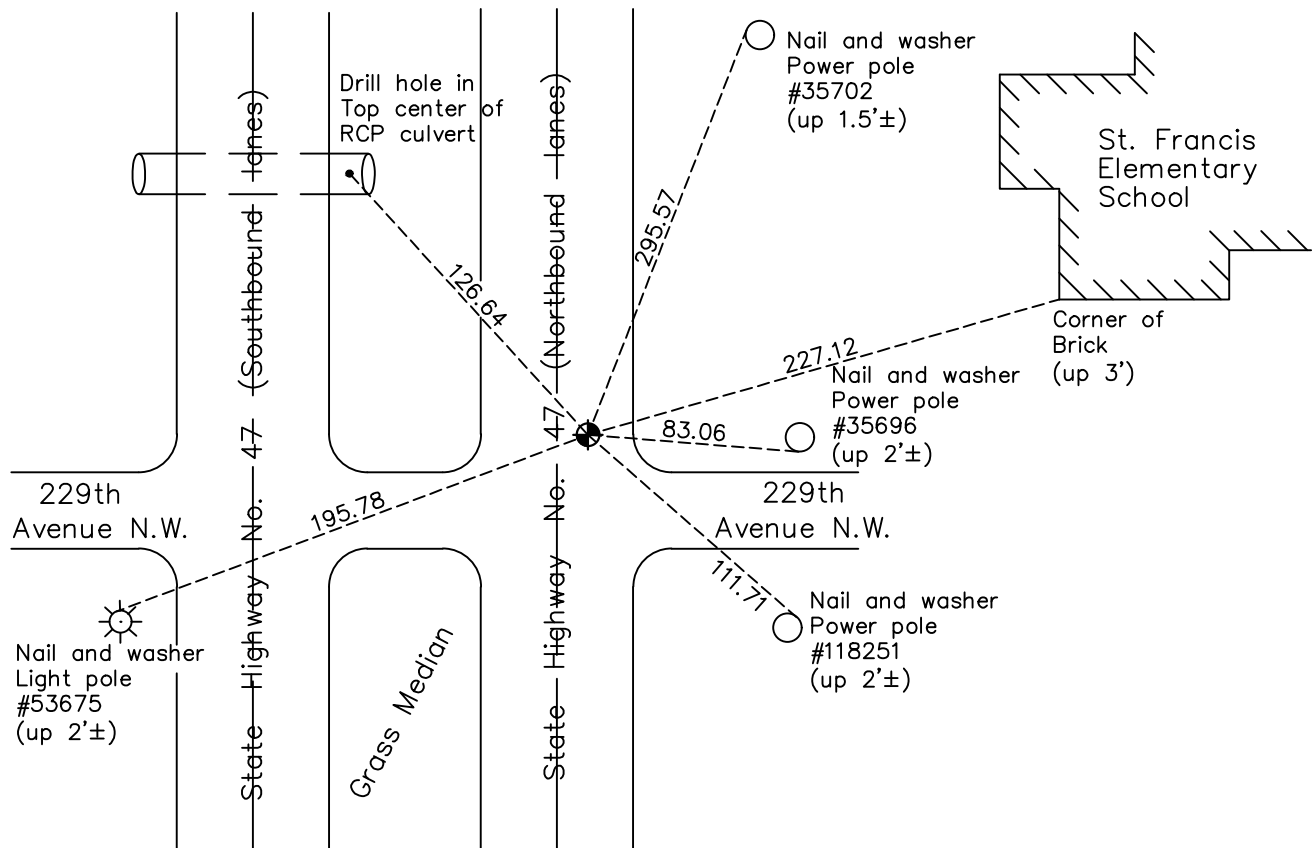 Drill hole in
Top center of
RCP culvert
Nail and washer
Power pole
#35702
(up 1.5'±)
St. Francis
Elementary
School
State Highway No. 47 (Southbound lanes)
State Highway No. 47 (Northbound lanes)
126.64
295.57
227.12
Corner of
Brick
(up 3')
Nail and washer
Power pole
#35696
(up 2'±)
83.06
195.78
229th
Avenue N.W.
229th
Avenue N.W.
111.71
Nail and washer
Power pole
#118251
(up 2'±)
Nail and washer
Light pole
#53675
(up 2'±)
Grass Median